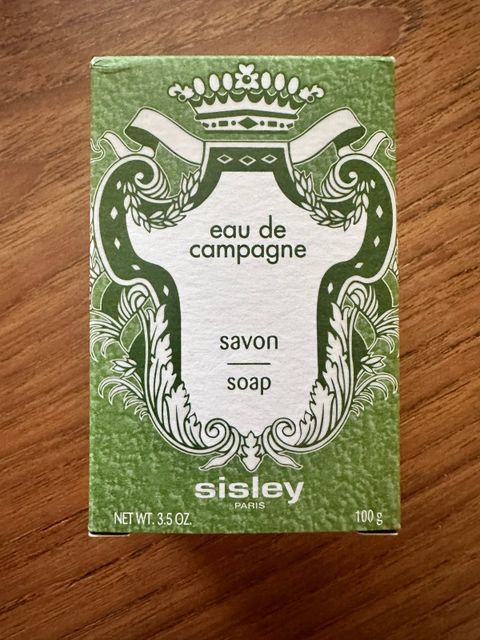 eau de
campagne
savon
soap
sisley
PARIS
NET WT. 3.5 OZ.
100 g